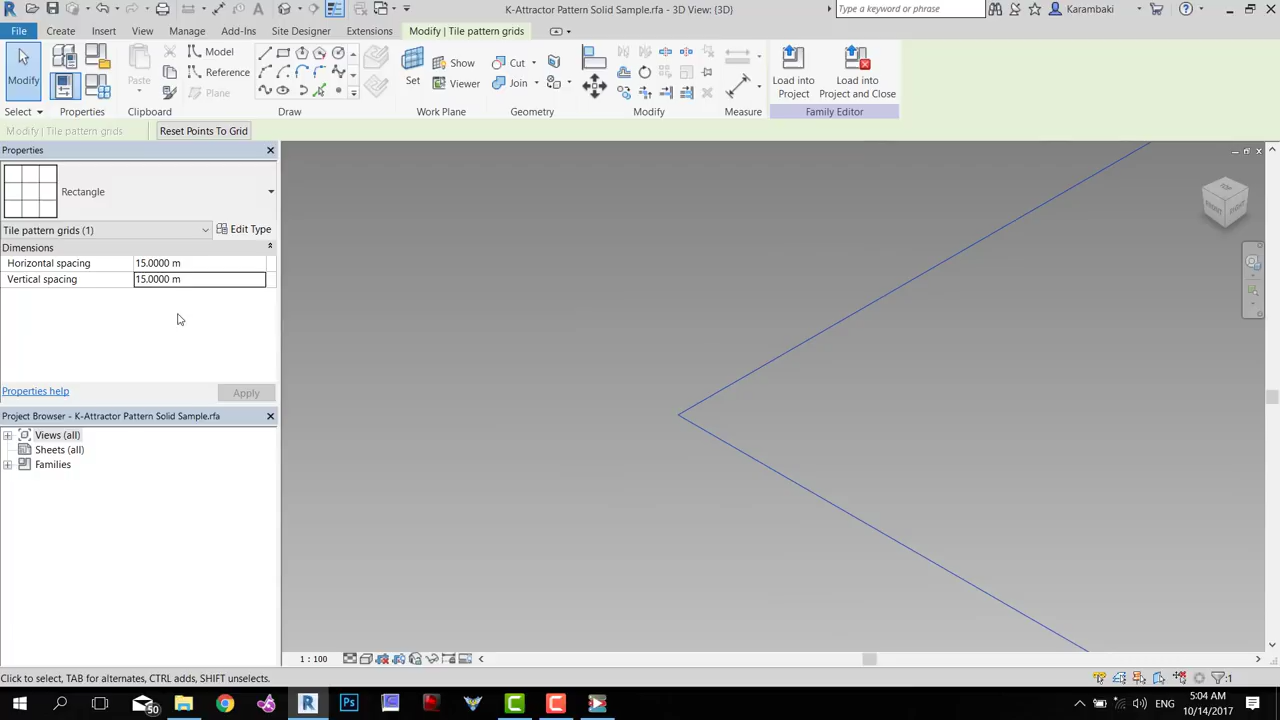 K-Attractor Pattern Solid Sample.rfa - 3D View: {3D}
Type a keyword or phrase
Karambaki
File
Create
Insert
View
Manage
Add-Ins
Site Designer
Extensions
Modify | Tile pattern grids
Modify
Paste
Model
Reference
Plane
Set
Show
Viewer
Cut
Join
Load into
Project
Load into
Project and Close
Select
Properties
Clipboard
Draw
Work Plane
Geometry
Modify
Measure
Family Editor
Modify | Tile pattern grids
Reset Points To Grid
Properties
Rectangle
Tile pattern grids (1)
Edit Type
Dimensions
Horizontal spacing
15.0000 m
Vertical spacing
15.0000 m
Properties help
Apply
Project Browser - K-Attractor Pattern Solid Sample.rfa
Views (all)
Sheets (all)
Families
TOP
FRONT
1 : 100
Click to select, TAB for alternates, CTRL adds, SHIFT unselects.
:1
50
R
Ps
C
C
ENG
5:04 AM
10/14/2017